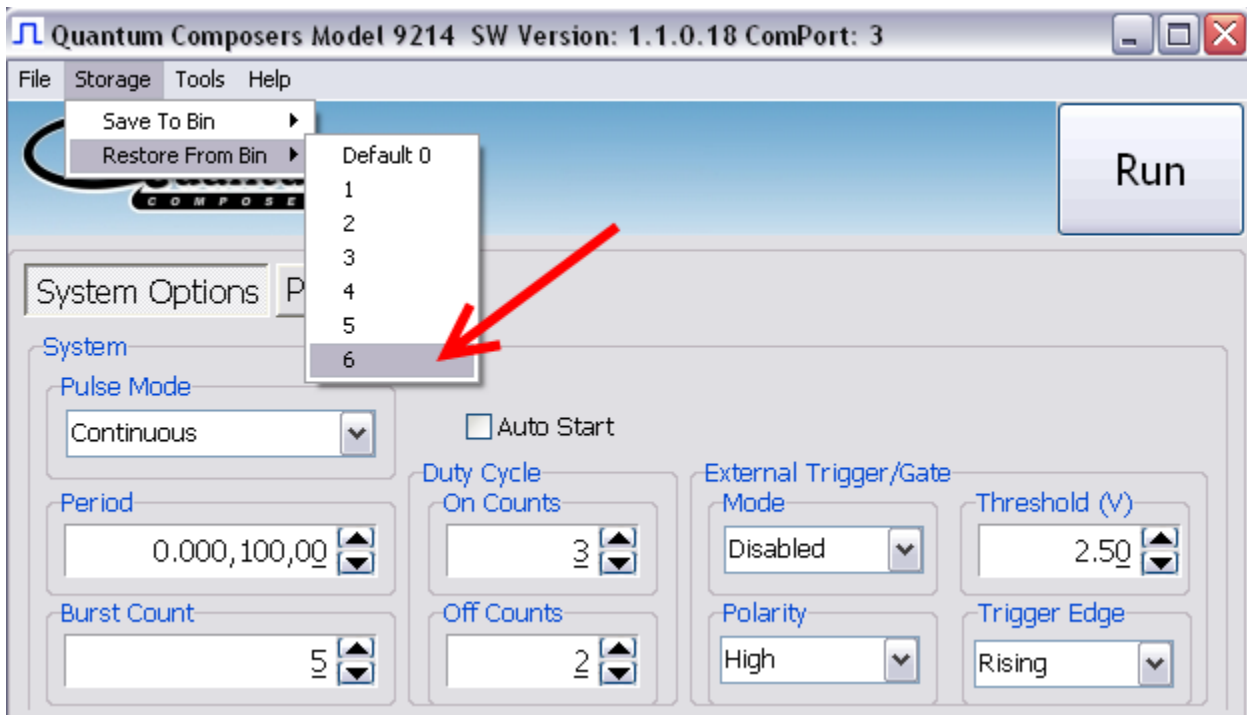 Quantum Composers Model 9214 SW Version: 1.1.0.18 ComPort: 3
File Storage Tools Help
Save To Bin
Restore From Bin
Default 0
1
2
3
4
5
6
Run
System Options
System
Pulse Mode
Continuous
Auto Start
Period
0.000,100,00
Burst Count
5
Duty Cycle
On Counts
3
Off Counts
2
External Trigger/Gate
Mode
Disabled
Polarity
High
Threshold (V)
2.50
Trigger Edge
Rising